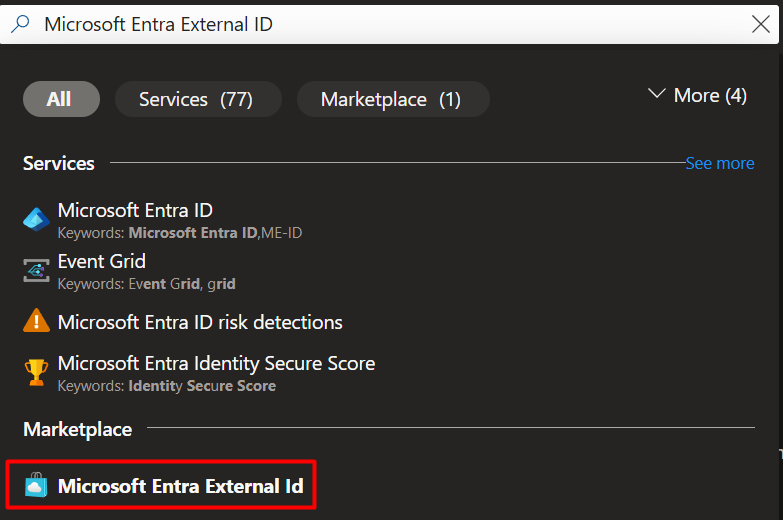 Microsoft Entra External ID
All
Services (77)
Marketplace (1)
More (4)
Services
See more
Microsoft Entra ID
Keywords: Microsoft Entra ID,ME-ID
Event Grid
Keywords: Event Grid, grid
Microsoft Entra ID risk detections
Microsoft Entra Identity Secure Score
Keywords: Identity Secure Score
Marketplace
Microsoft Entra External Id